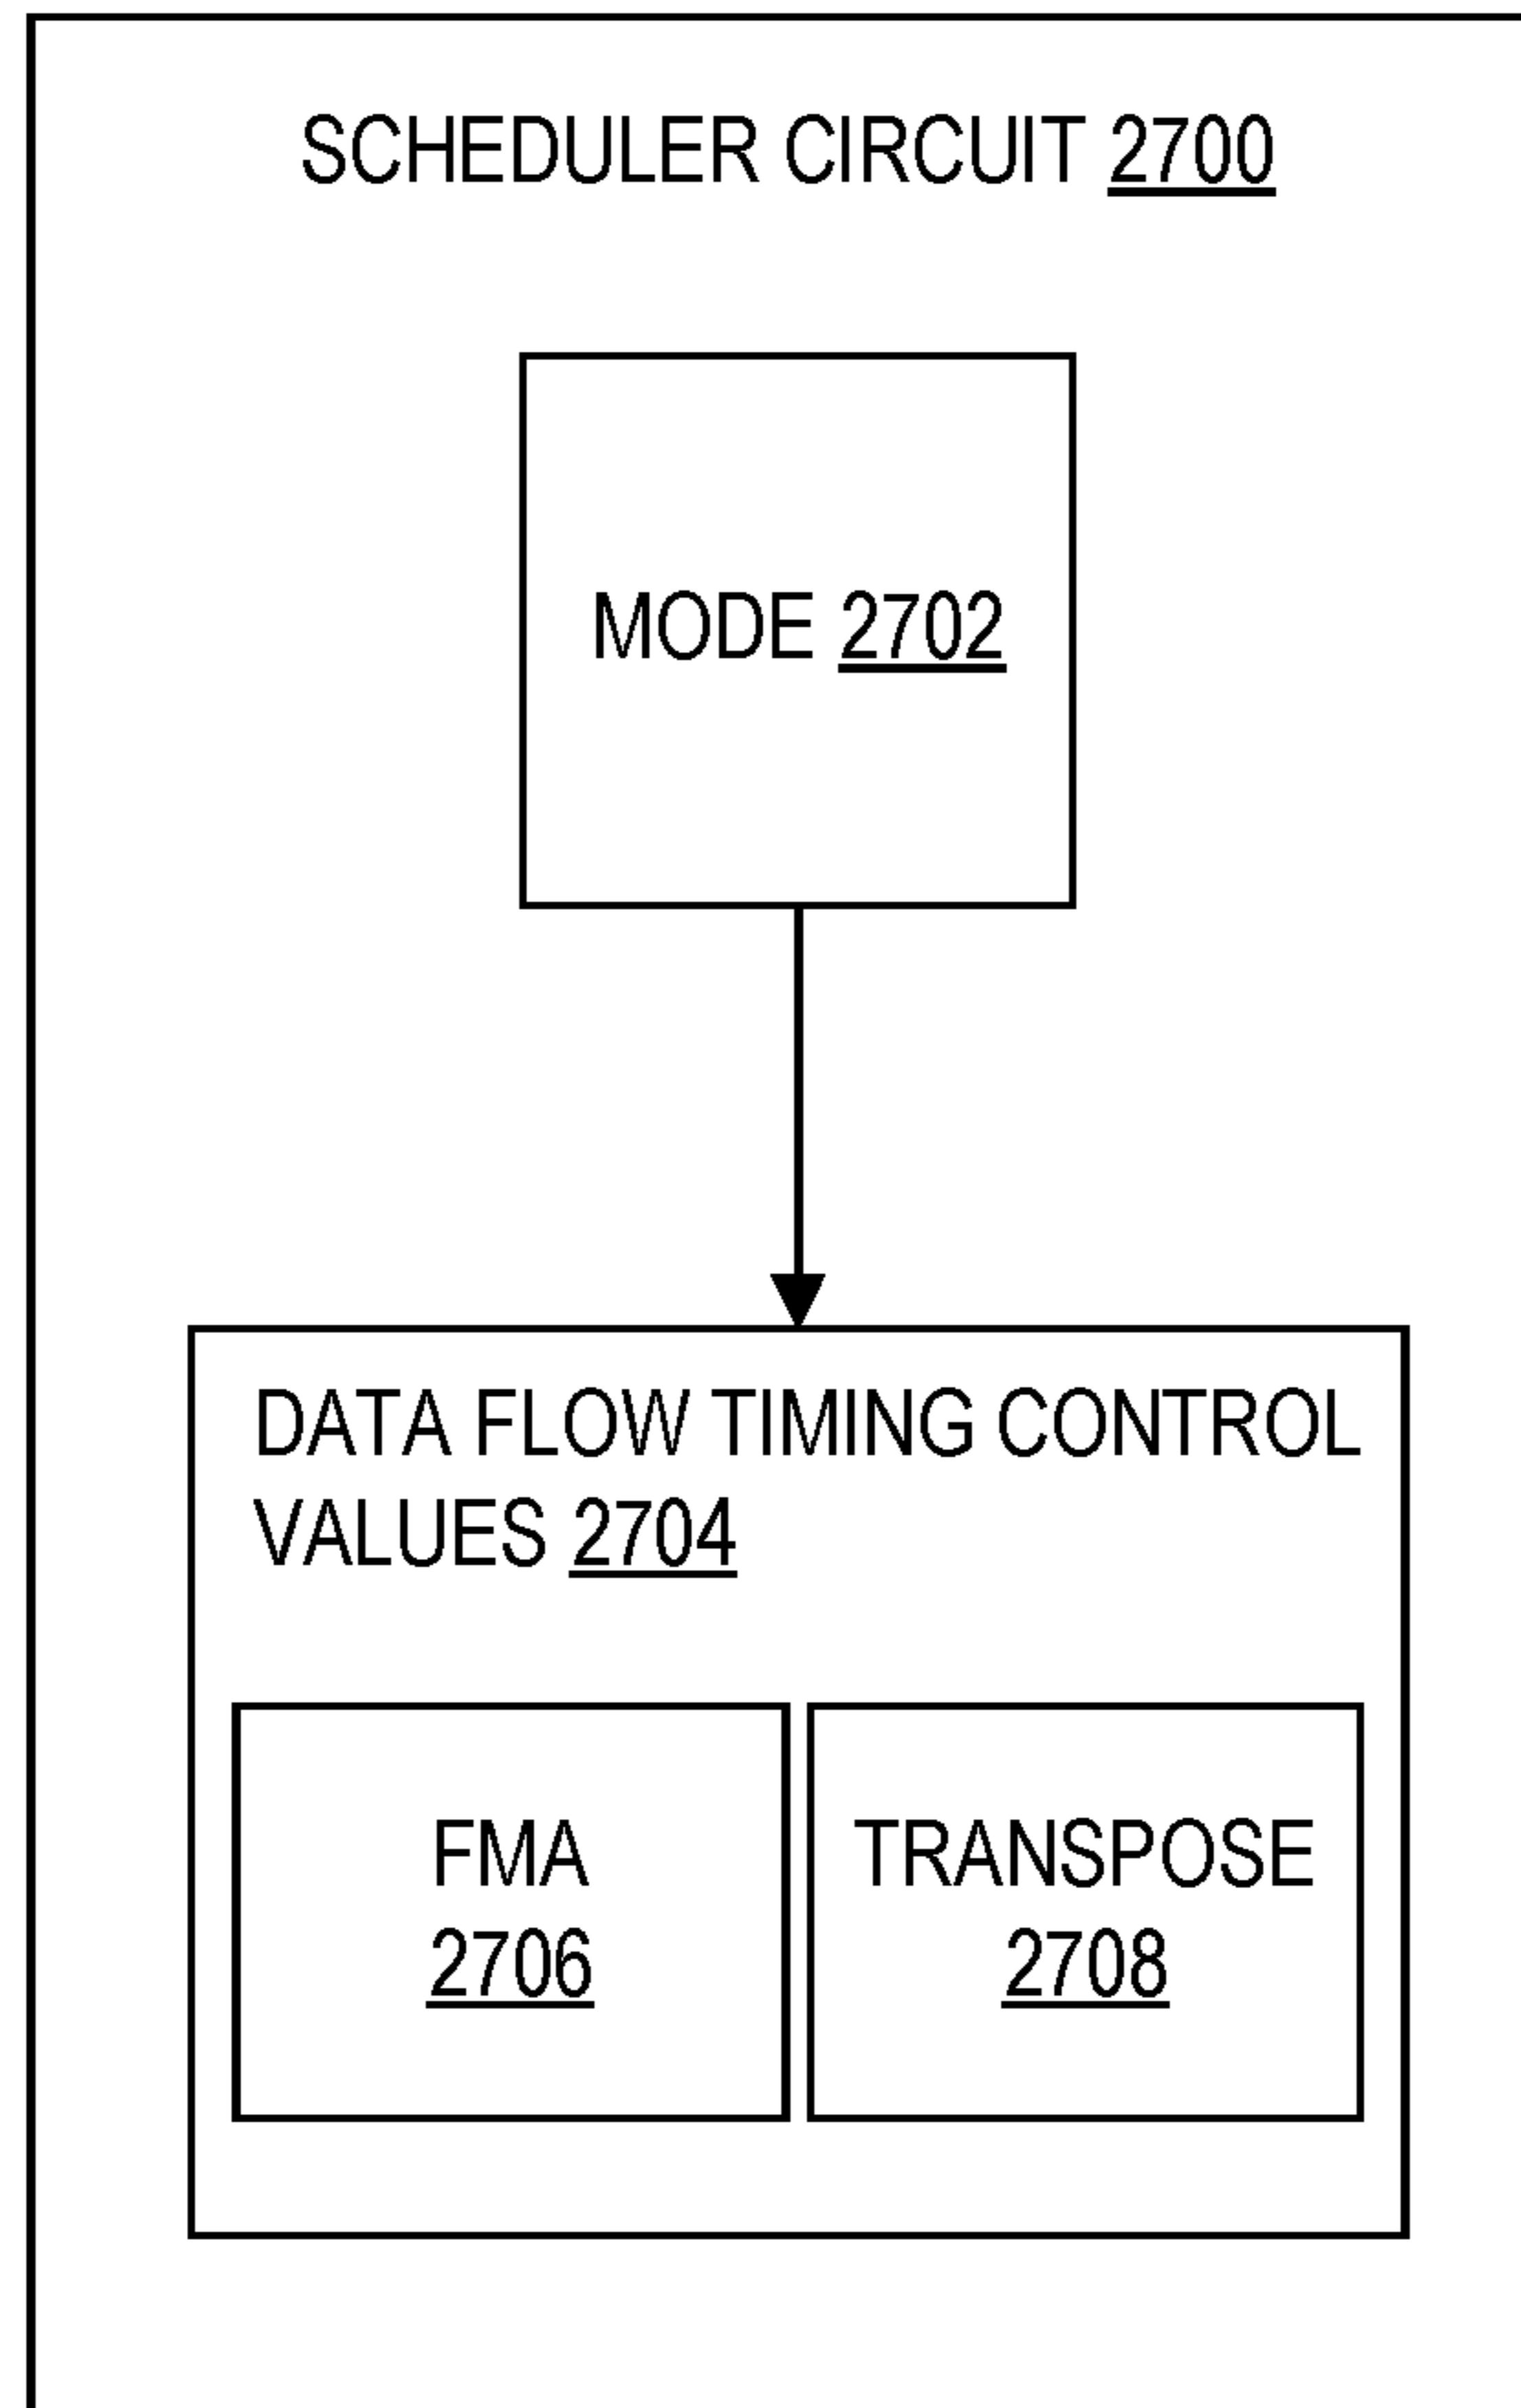 SCHEDULER CIRCUIT 2700
MODE 2702
DATA FLOW TIMING CONTROL
VALUES 2704
FMA
2706
TRANSPOSE
2708